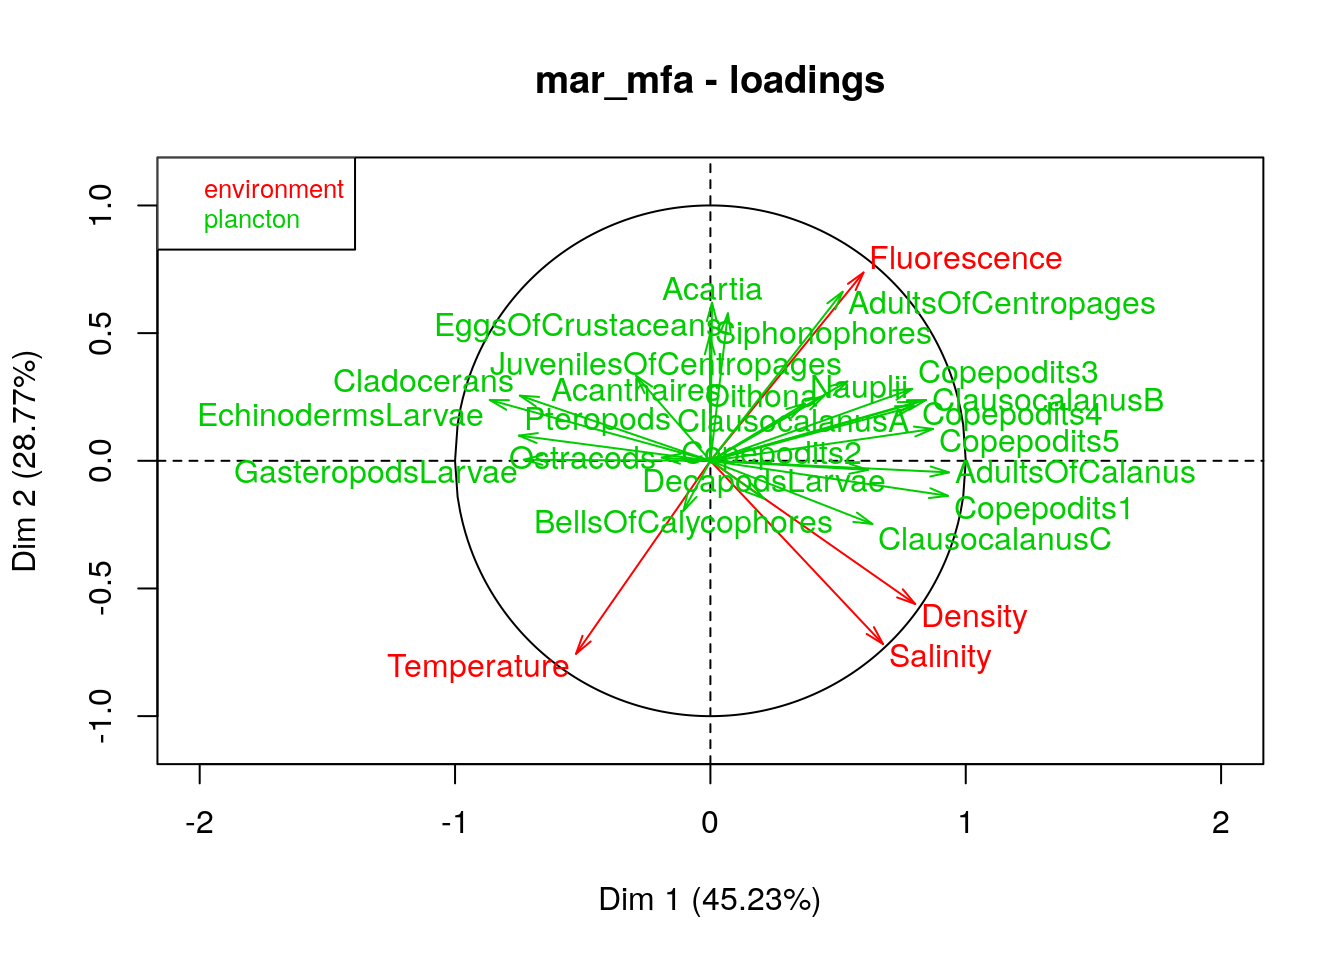 mar_mfa - loadings
environment
plancton
Fluorescence
Acartia
AdultsOfCentropages
EggsOfCrustaceans
Siphonophores
JuvenilesOfCentropages
Copepodits3
Cladocerans
Acanthaires
Nauplii
Dithona
ClausocalanusB
EchinodermsLarvae
Pteropods
ClausocalanusA
Copepodits4
Copepodits5
Copepodits2
Ostracods
GasteropodsLarvae
AdultsOfCalanus
DecapodsLarvae
Copepodits1
BellsOfCalycophores
ClausocalanusC
Density
Salinity
Temperature
1.0
0.5
0.0
-0.5
-1.0
Dim 2 (28.77%)
-2 -1 0 1 2
Dim 1 (45.23%)